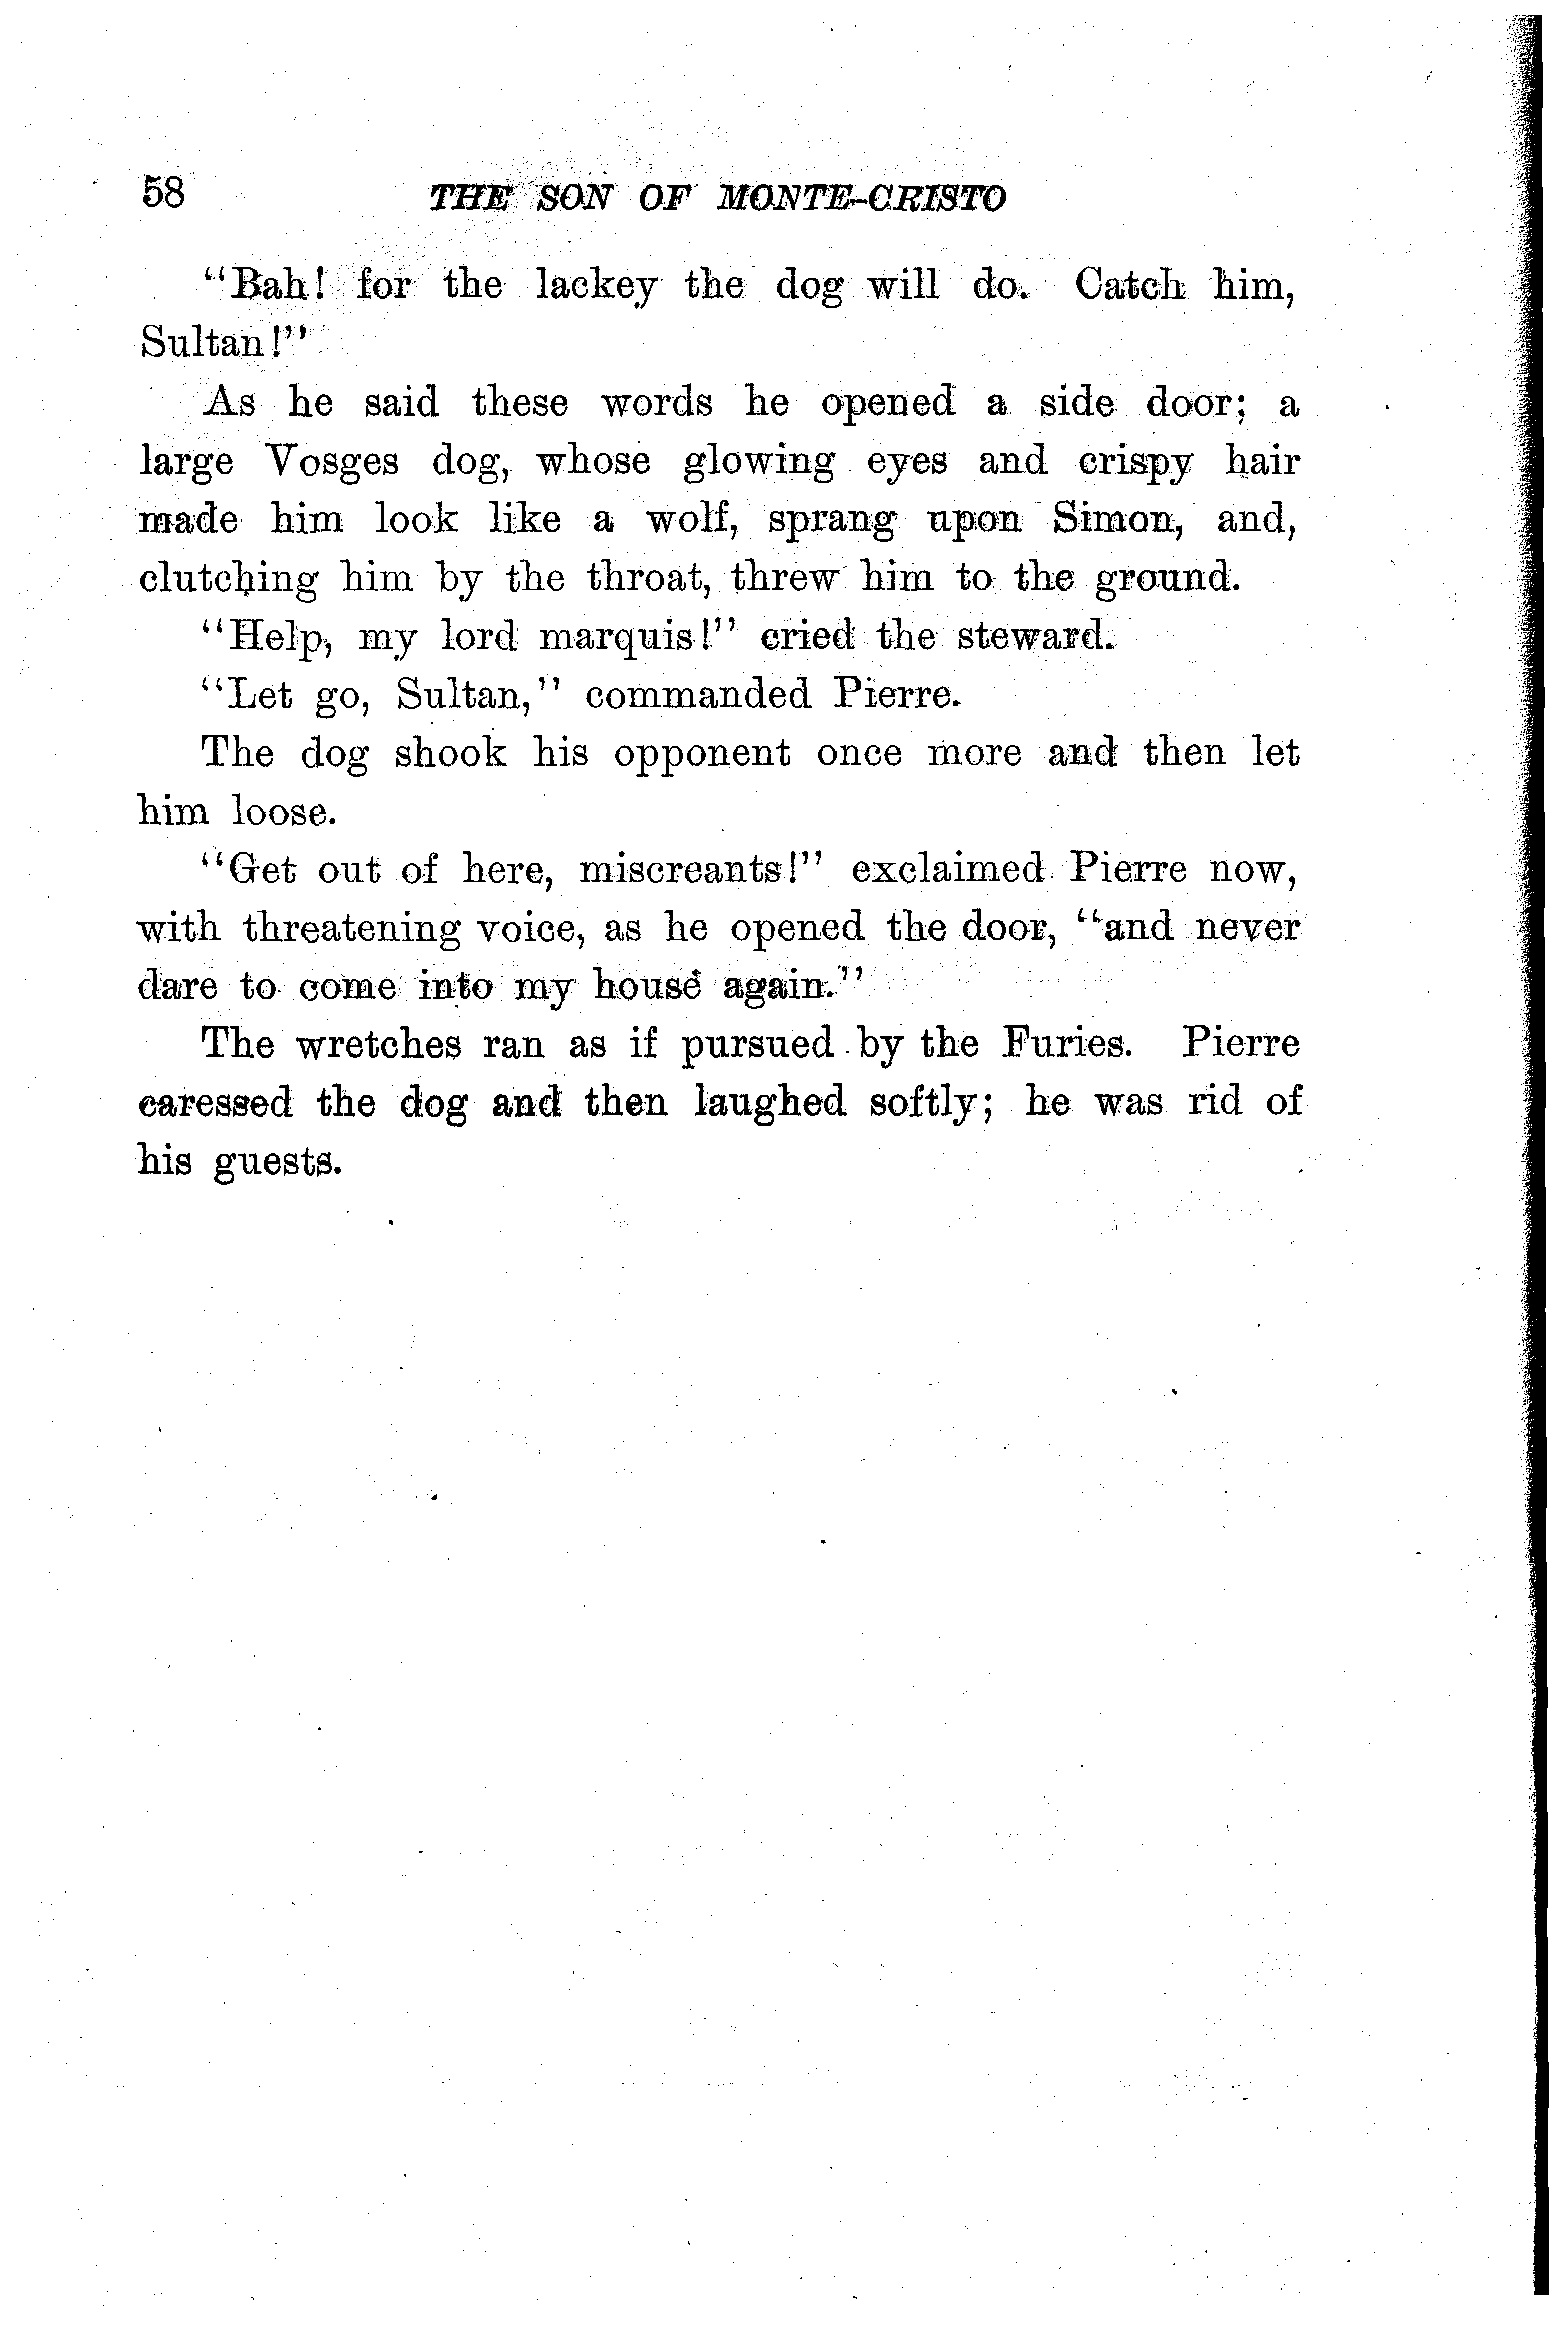 58 THE SON OF MONTE-CRISTO
"Bah! for the lackey the dog will do. Catch him,
Sultan!"
As he said these words he opened a side door; a
large Vosges dog, whose glowing eyes and crispy hair
made him look like a wolf, sprang upon Simon, and,
clutching him by the throat, threw him to the ground.
"Help, my lord marquis!" cried the steward.
"Let go, Sultan," commanded Pierre.
The dog shook his opponent once more and then let
him loose.
"Get out of here, miscreants!" exclaimed Pierre now,
with threatening voice, as he opened the door, "and never
dare to come into my house again."
The wretches ran as if pursued by the Furies. Pierre
caressed the dog and then laughed softly; he was rid of
his guests.